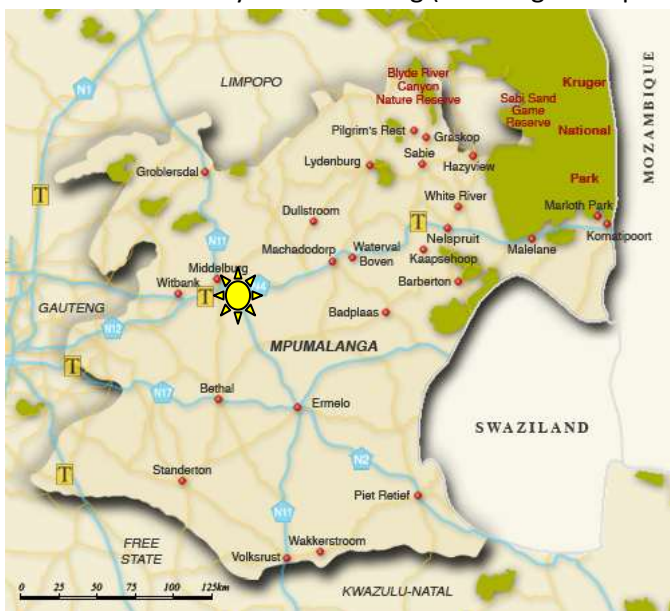 LIMPOPO
N1
Blyde River
Canyon
Nature Reserve
Sabi Sand
Game
Reserve
Kruger
National
Park
MOZAMBIQUE
Pilgrim's Rest
Graskop
Sabie
Hazyview
Lydenburg
Groblersdal
T
White River
Marloth Park
Dullstroom
T
Nelspruit
Komatipoort
N11
Machadodorp
Waterval
Boven
Kaapsehoop
Malelane
Middelburg
Witbank
T
Barberton
GAUTENG
N12
Badplaas
MPUMALANGA
T
N17
Bethal
Ermelo
SWAZILAND
N2
T
Standerton
Piet Retief
N11
FREE
STATE
Wakkerstroom
Volksrust
0 25 50 75 100 125km
KWAZULU-NATAL